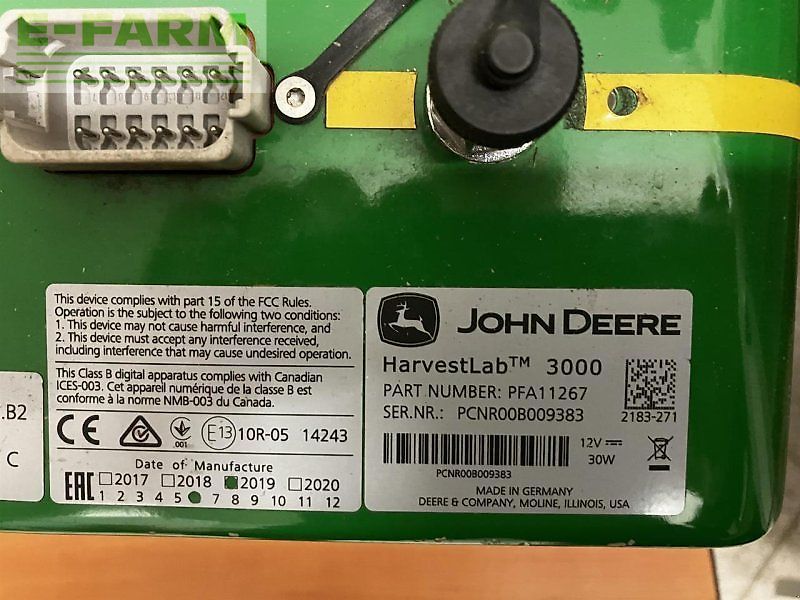 E-FARM
This device complies with part 15 of the FCC Rules.
Operation is the subject to the following two conditions:
1. This device may not cause harmful interference, and
2. This device must accept any interference received,
including interference that may cause undesired operation.
This Class B digital apparatus complies with Canadian
ICES-003. Cet appareil numérique de la classe B est
conforme à la norme NMB-003 du Canada.
CE .001 E13 10R-05 14243
Date of Manufacture
EAC 2017 2018 2019 2020
1 2 3 4 5 7 8 9 10 11 12
.B2
C
JOHN DEERE
HarvestLab™ 3000
PART NUMBER: PFA11267
SER.NR.: PCNR00B009383
2183-271
12V
30W
PCNR00B009383
MADE IN GERMANY
DEERE & COMPANY, MOLINE, ILLINOIS, USA